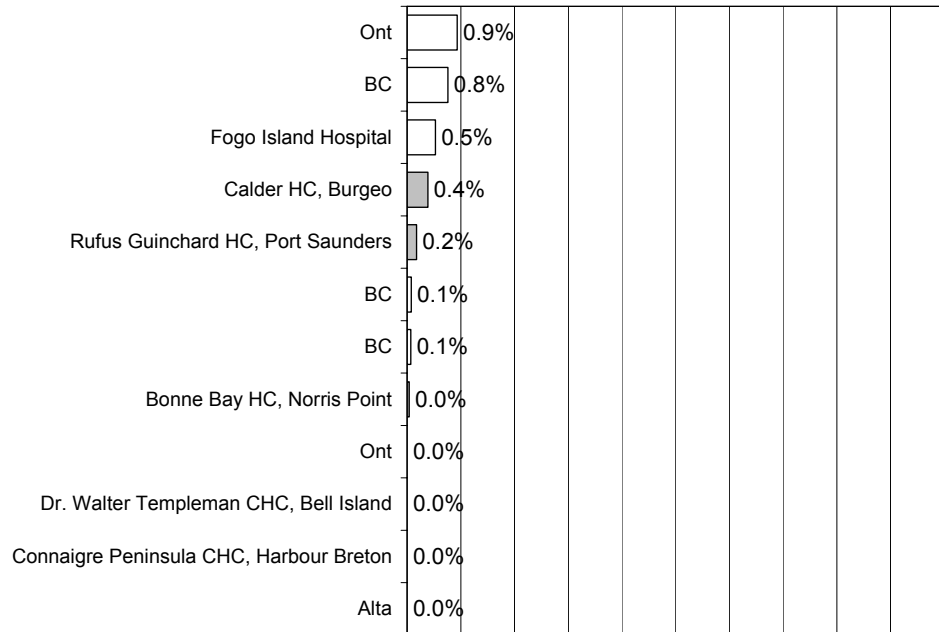 Ont 0.9%
BC 0.8%
Fogo Island Hospital 0.5%
Calder HC, Burgeo 0.4%
Rufus Guinchard HC, Port Saunders 0.2%
BC 0.1%
BC 0.1%
Bonne Bay HC, Norris Point 0.0%
Ont 0.0%
Dr. Walter Templeman CHC, Bell Island 0.0%
Connaigre Peninsula CHC, Harbour Breton 0.0%
Alta 0.0%